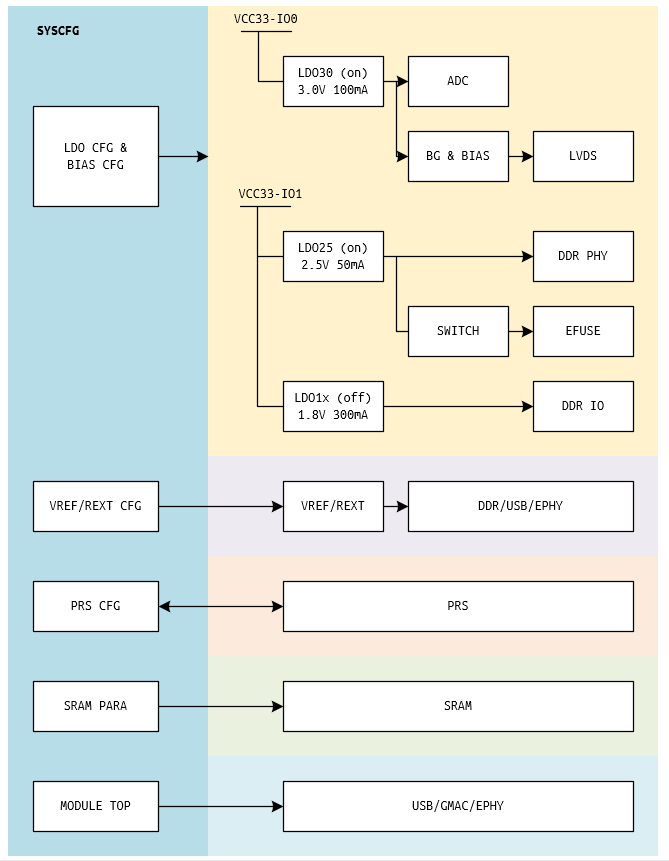 SYSCFG
VCC33-IO0
LDO30 (on)
3.0V 100mA
ADC
LDO CFG &
BIAS CFG
BG & BIAS
LVDS
VCC33-IO1
LDO25 (on)
2.5V 50mA
DDR PHY
SWITCH
EFUSE
LDO1x (off)
1.8V 300mA
DDR IO
VREF/REXT CFG
VREF/REXT
DDR/USB/EPHY
PRS CFG
PRS
SRAM PARA
SRAM
MODULE TOP
USB/GMAC/EPHY